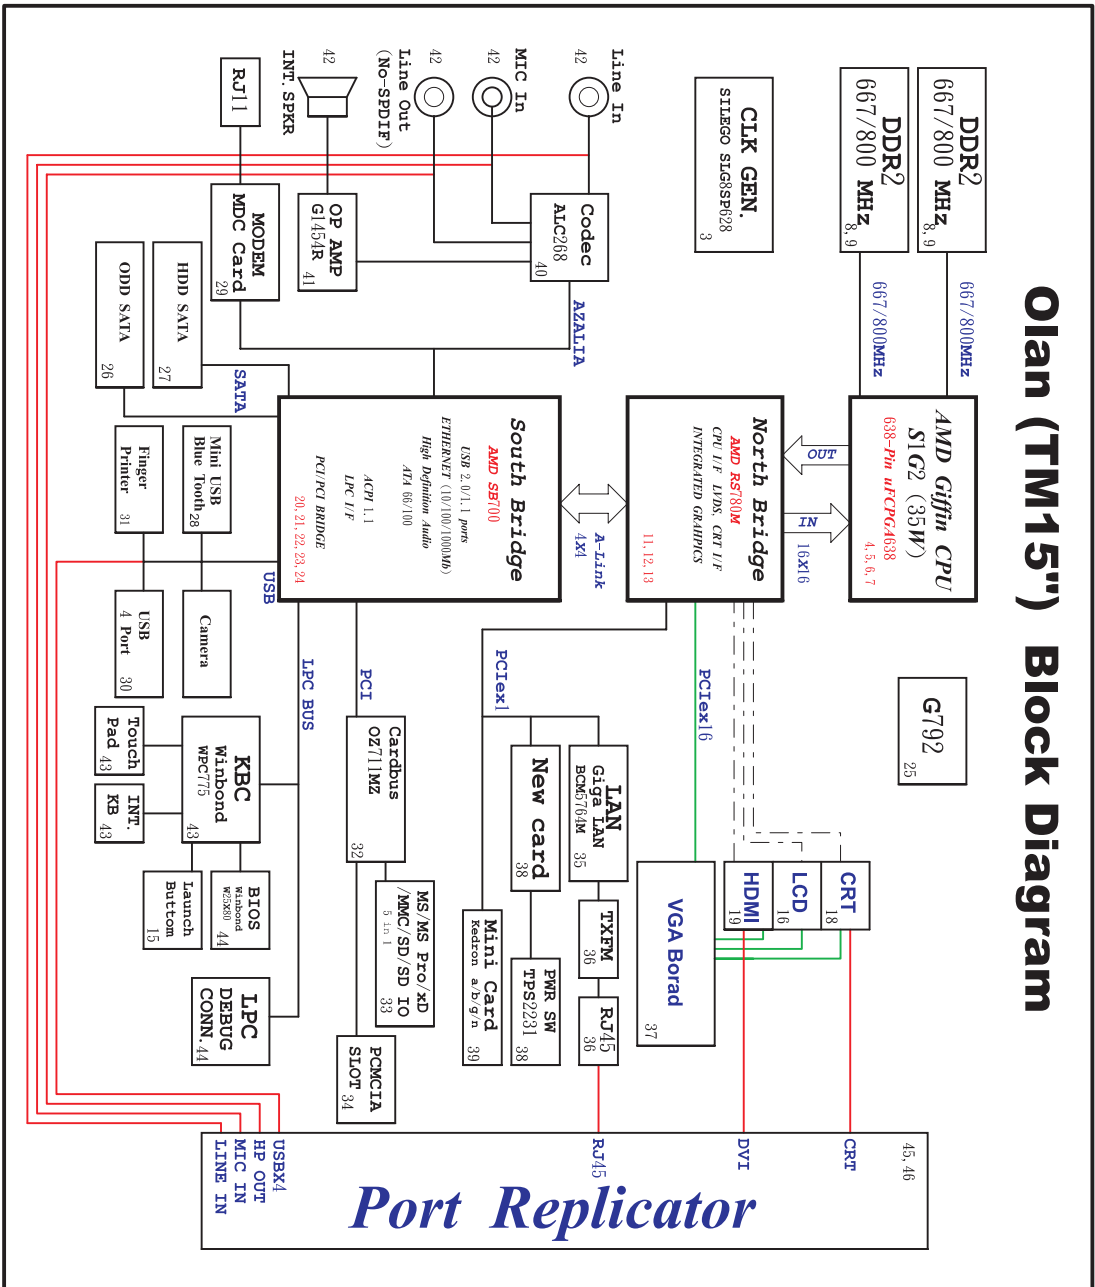 Olan (TM15") Block Diagram
DDR2
667/800 MHz
8, 9
667/800MHz
DDR2
667/800 MHz
8, 9
667/800MHz
AMD Giffin CPU
S1G2 (35W)
638-Pin uFCPGA638
4, 5, 6, 7
G792
25
CLK GEN.
SILEGO SLG8SP628
3
OUT
IN
16X16
North Bridge
AMD RS780M
CPU I/F LVDS, CRT I/F
INTEGRATED GRAHPICS
11, 12, 13
PCIex16
CRT
18
LCD
16
HDMI
19
VGA Borad
37
A-Link
4X4
PCIex1
LAN
Giga LAN
BCM5764M
35
TXFM
36
RJ45
36
New card
38
PWR SW
TPS2231
38
Mini Card
Kedron a/b/g/n
39
Line In
42
MIC In
42
Line Out
(No-SPDIF)
42
INT.SPKR
42
RJ11
Codec
ALC268
40
AZALIA
OP AMP
G1454R
41
MODEM
MDC Card
29
South Bridge
AMD SB700
USB 2.0/1.1 ports
ETHERNET (10/100/1000Mb)
High Definition Audio
ATA 66/100
ACPI 1.1
LPC I/F
PCI/PCI BRIDGE
20, 21, 22, 23, 24
HDD SATA
27
ODD SATA
26
SATA
USB
Mini USB
Blue Tooth
28
Finger
Printer
31
Camera
USB
4 Port
30
PCI
LPC BUS
Cardbus
OZ711MZ
32
MS/MS Pro/xD
/MMC/SD/SD IO
5 in 1
33
PCMCIA
SLOT
34
KBC
Winbond
WPC775
43
Touch
Pad
43
INT.
KB
43
BIOS
Winbond
W25X80
44
Launch
Buttom
15
LPC
DEBUG
CONN.
44
45, 46
CRT
DVI
RJ45
USBX4
HP OUT
MIC IN
LINE IN
Port Replicator